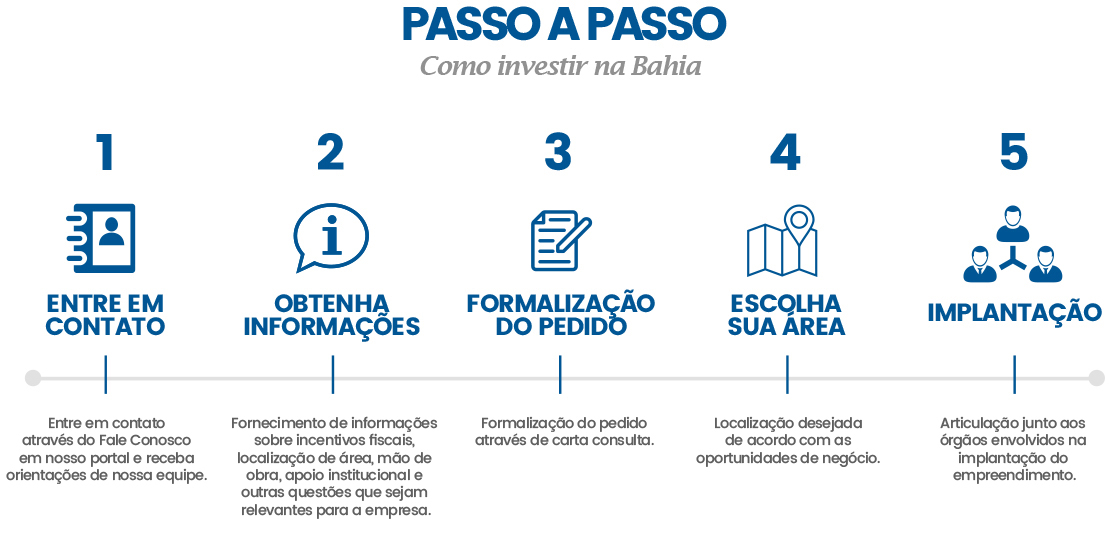 PASSO A PASSO
Como investir na Bahia
1
ENTRE EM
CONTATO
Entre em contato
através do Fale Conosco
em nosso portal e receba
orientações de nossa equipe.
2
i
OBTENHA
INFORMAÇÕES
Fornecimento de informações
sobre incentivos fiscais,
localização de área, mão de
obra, apoio institucional e
outras questões que sejam
relevantes para a empresa.
3
FORMALIZAÇÃO
DO PEDIDO
Formalização do pedido
através de carta consulta.
4
ESCOLHA
SUA ÁREA
Localização desejada
de acordo com as
oportunidades de negócio.
5
IMPLANTAÇÃO
Articulação junto aos
órgãos envolvidos na
implantação do
empreendimento.